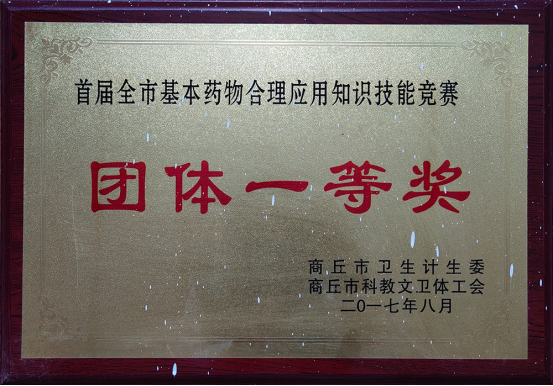 首届全市基本药物合理应用知识技能竞赛
团体一等奖
商丘市卫生计生委
商丘市科教文卫体工会
二0一七年八月